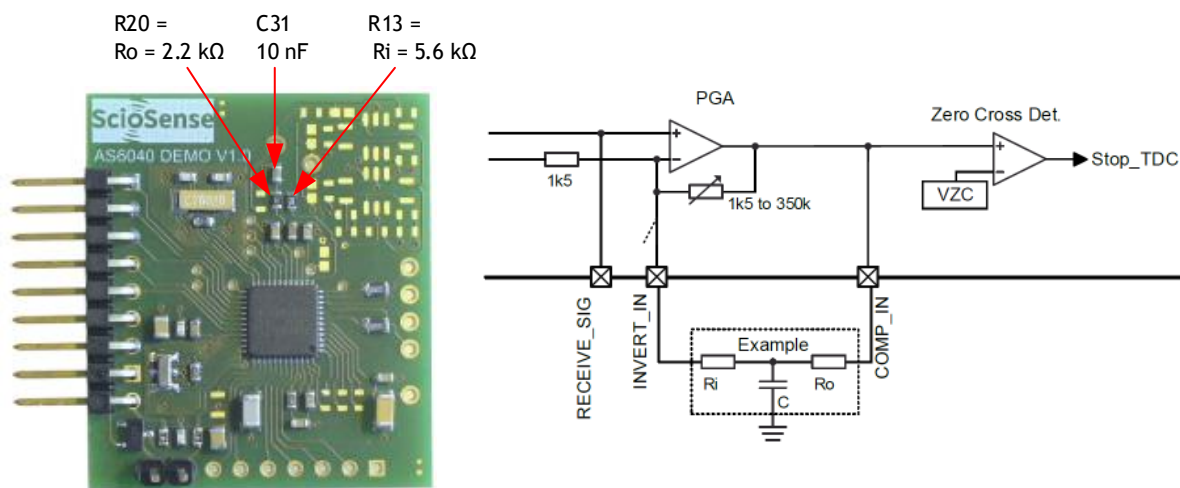 R20 =
Ro = 2.2 kΩ
C31
10 nF
R13 =
Ri = 5.6 kΩ
ScioSense
AS6040 DEMO V1.0
PGA
Zero Cross Det.
1k5
1k5 to 350k
VZC
Stop_TDC
RECEIVE_SIG
INVERT_IN
COMP_IN
Example
Ri
Ro
C